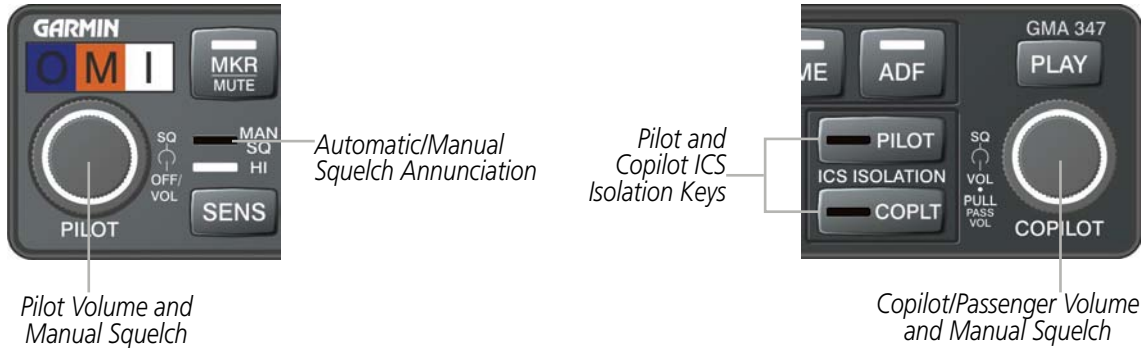 GARMIN
O M I
MKR
MUTE
SQ
OFF/
VOL
MAN
SQ
HI
SENS
PILOT
Automatic/Manual
Squelch Annunciation
Pilot Volume and
Manual Squelch
GMA 347
ME
ADF
PLAY
Pilot and
Copilot ICS
Isolation Keys
PILOT
ICS ISOLATION
COPLT
SQ
VOL
PULL
PASS
VOL
COPILOT
Copilot/Passenger Volume
and Manual Squelch